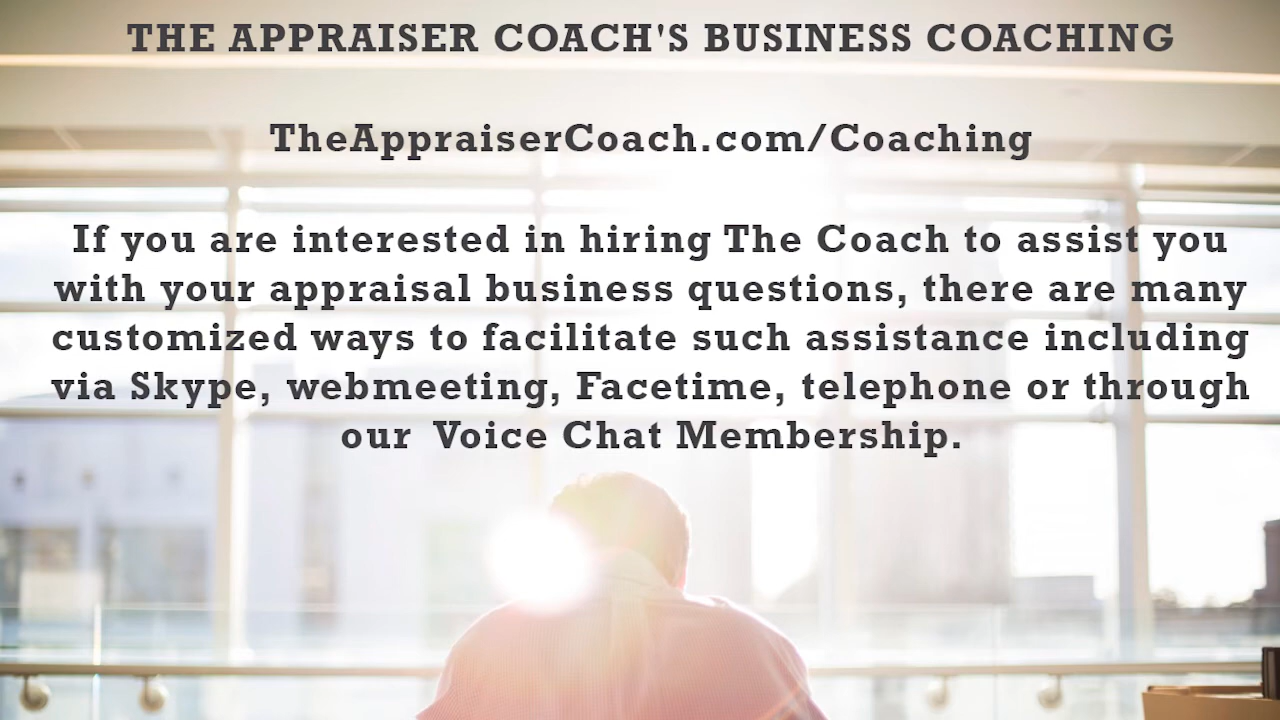 THE APPRAISER COACH'S BUSINESS COACHING
TheAppraiserCoach.com/Coaching
If you are interested in hiring The Coach to assist you
with your appraisal business questions, there are many
customized ways to facilitate such assistance including
via Skype, webmeeting, Facetime, telephone or through
our  Voice Chat Membership.